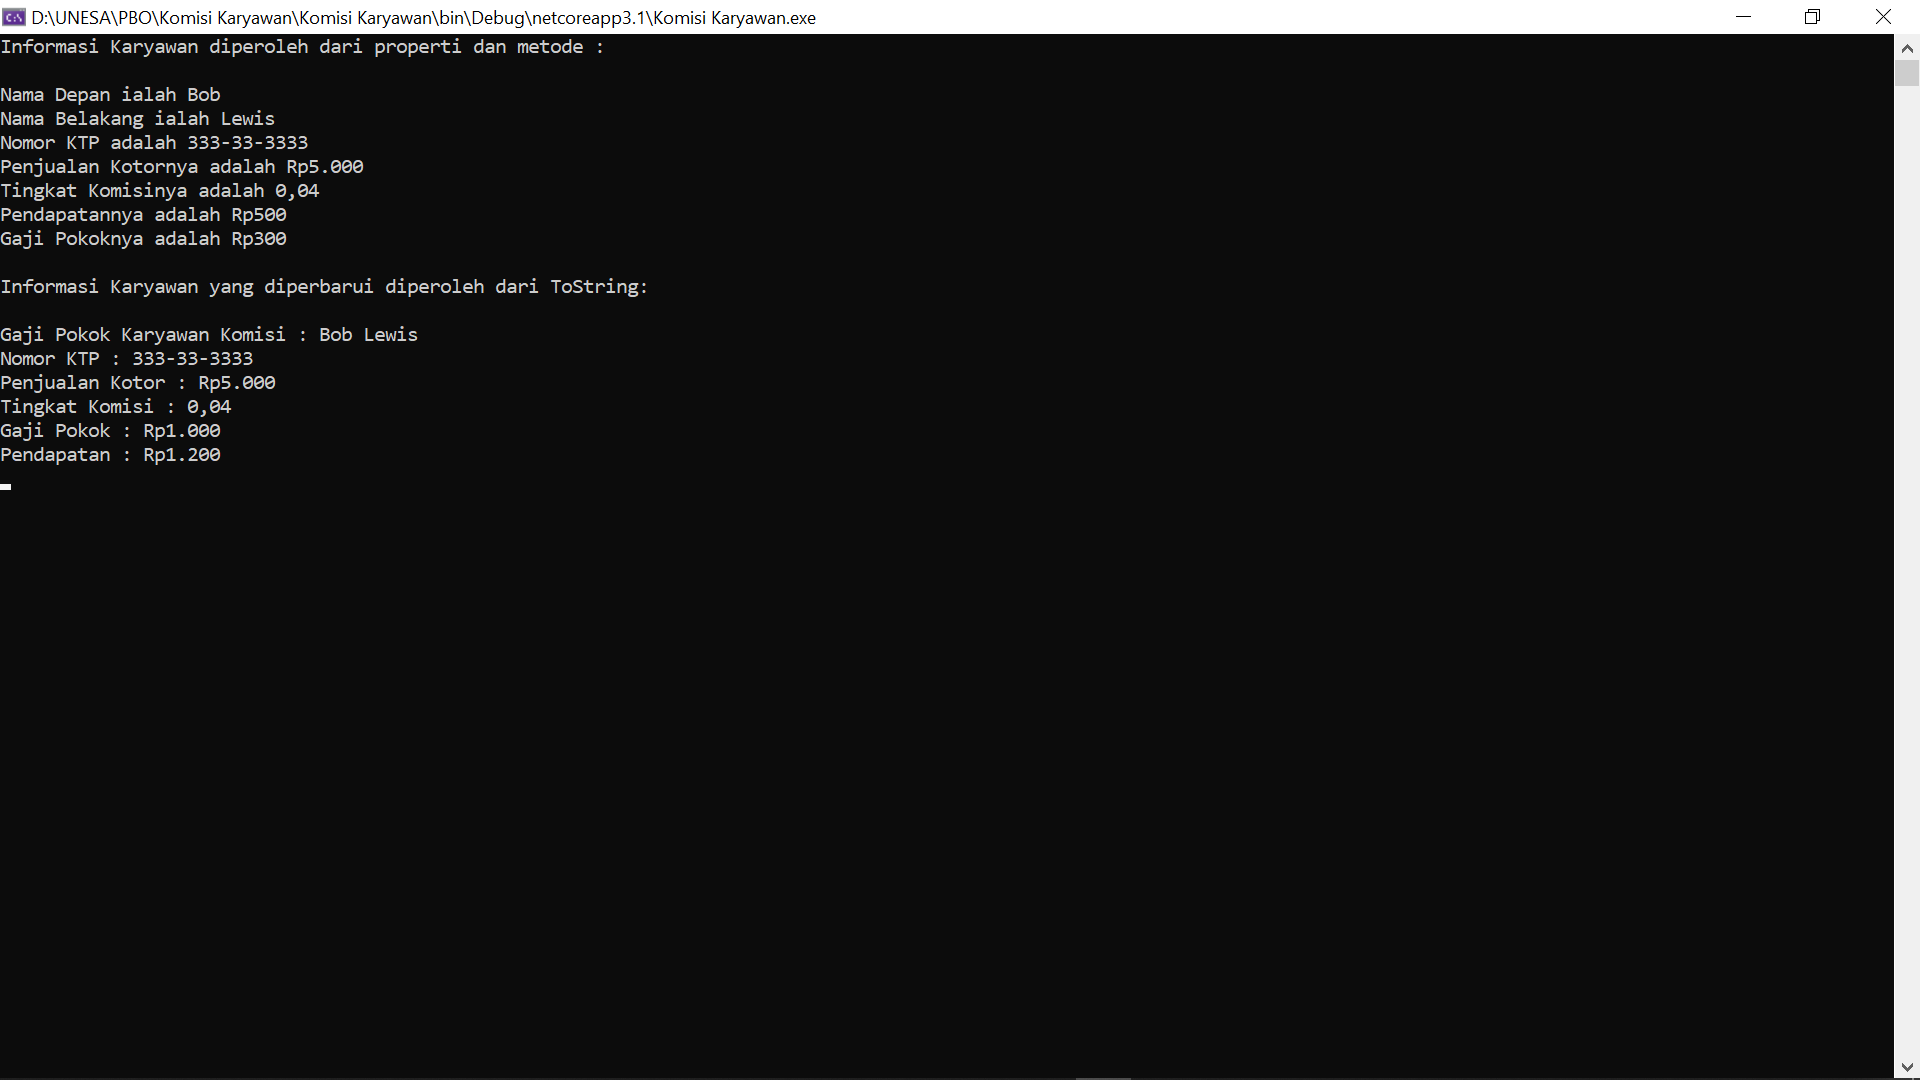 D:\UNESA\PBO\Komisi Karyawan\Komisi Karyawan\bin\Debug\netcoreapp3.1\Komisi Karyawan.exe
Informasi Karyawan diperoleh dari properti dan metode :
Nama Depan ialah Bob
Nama Belakang ialah Lewis
Nomor KTP adalah 333-33-3333
Penjualan Kotornya adalah Rp5.000
Tingkat Komisinya adalah 0,04
Pendapatannya adalah Rp500
Gaji Pokoknya adalah Rp300
Informasi Karyawan yang diperbarui diperoleh dari ToString:
Gaji Pokok Karyawan Komisi : Bob Lewis
Nomor KTP : 333-33-3333
Penjualan Kotor : Rp5.000
Tingkat Komisi : 0,04
Gaji Pokok : Rp1.000
Pendapatan : Rp1.200